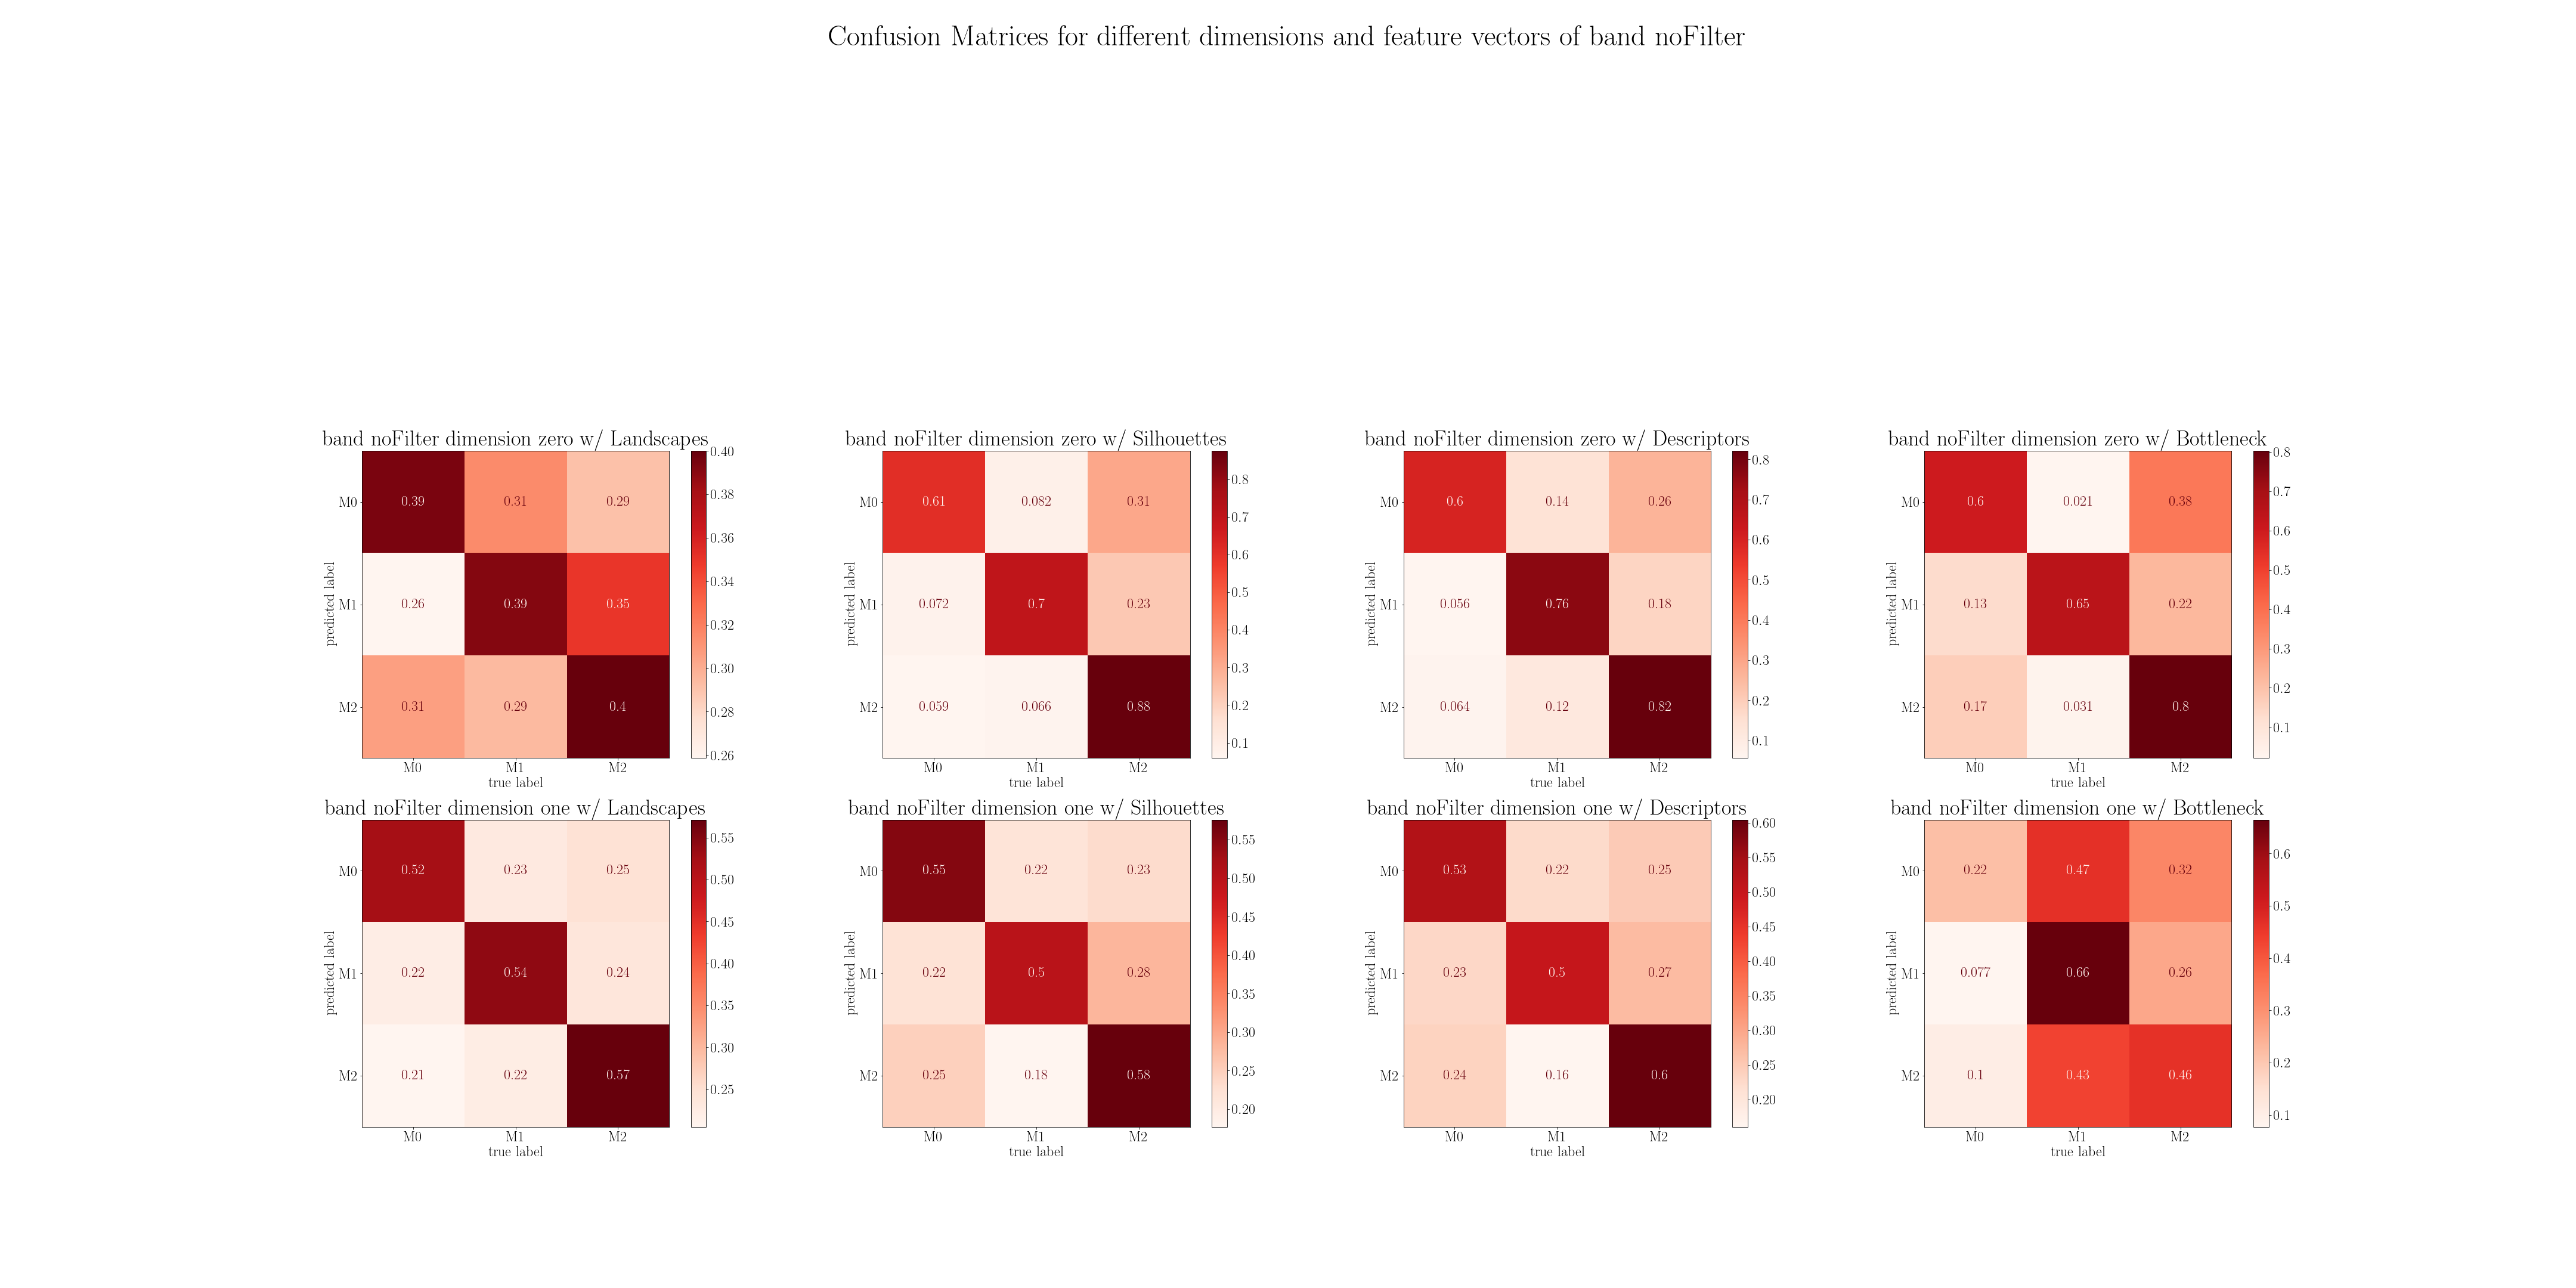 Confusion Matrices for different dimensions and feature vectors of band noFilter
band noFilter dimension zero w/ Landscapes
0.40
M0 0.39 0.31 0.29
0.38
0.36
predicted label
0.34
M1 0.26 0.39 0.35
0.32
0.30
M2 0.31 0.29 0.4
0.28
0.26
M0 M1 M2
true label
band noFilter dimension zero w/ Silhouettes
0.8
M0 0.61 0.082 0.31
0.7
0.6
predicted label
0.5
M1 0.072 0.7 0.23
0.4
0.3
M2 0.059 0.066 0.88
0.2
0.1
M0 M1 M2
true label
band noFilter dimension zero w/ Descriptors
0.8
M0 0.6 0.14 0.26
0.7
0.6
predicted label
0.5
M1 0.056 0.76 0.18
0.4
0.3
M2 0.064 0.12 0.82
0.2
0.1
M0 M1 M2
true label
band noFilter dimension zero w/ Bottleneck
0.8
M0 0.6 0.021 0.38
0.7
0.6
predicted label
0.5
M1 0.13 0.65 0.22
0.4
0.3
M2 0.17 0.031 0.8
0.2
0.1
M0 M1 M2
true label
band noFilter dimension one w/ Landscapes
0.55
M0 0.52 0.23 0.25
0.50
0.45
predicted label
0.40
M1 0.22 0.54 0.24
0.35
0.30
M2 0.21 0.22 0.57
0.25
M0 M1 M2
true label
band noFilter dimension one w/ Silhouettes
0.55
M0 0.55 0.22 0.23
0.50
0.45
predicted label
0.40
M1 0.22 0.5 0.28
0.35
0.30
M2 0.25 0.18 0.58
0.25
0.20
M0 M1 M2
true label
band noFilter dimension one w/ Descriptors
0.60
M0 0.53 0.22 0.25
0.55
0.50
0.45
predicted label
0.40
M1 0.23 0.5 0.27
0.35
0.30
M2 0.24 0.16 0.6
0.25
0.20
M0 M1 M2
true label
band noFilter dimension one w/ Bottleneck
0.6
M0 0.22 0.47 0.32
0.5
predicted label
0.4
M1 0.077 0.66 0.26
0.3
M2 0.1 0.43 0.46
0.2
0.1
M0 M1 M2
true label